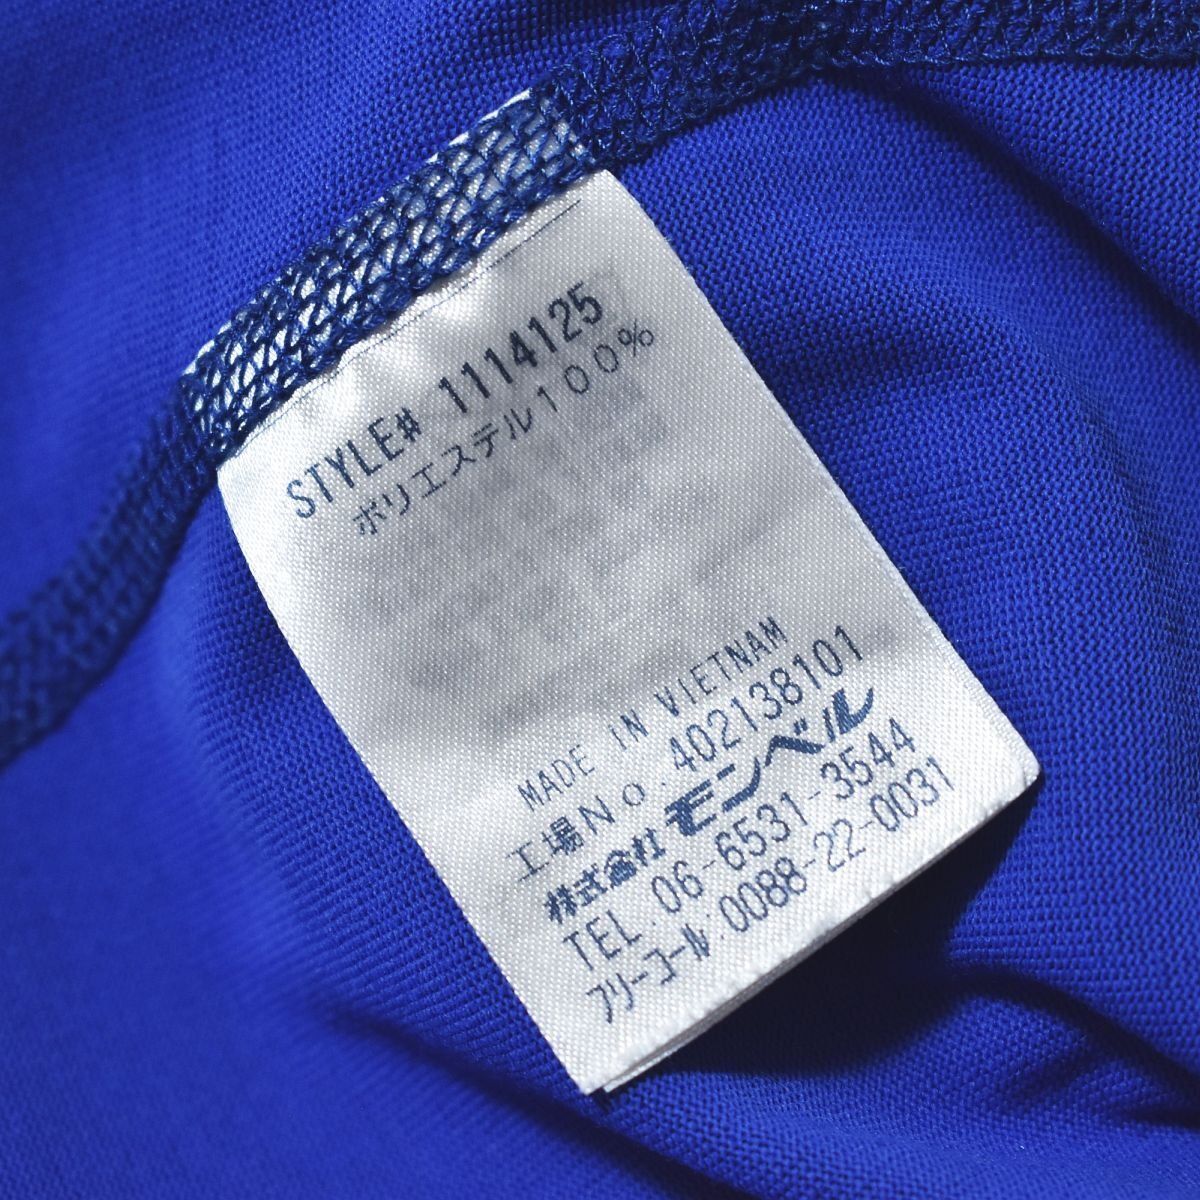 STYLE# 1114125
ポリエステル100%
MADE IN VIETNAM
工場No.402138101
株式会社 モンベル
TEL.06-6531-3544
フリーコール:0088-22-0031